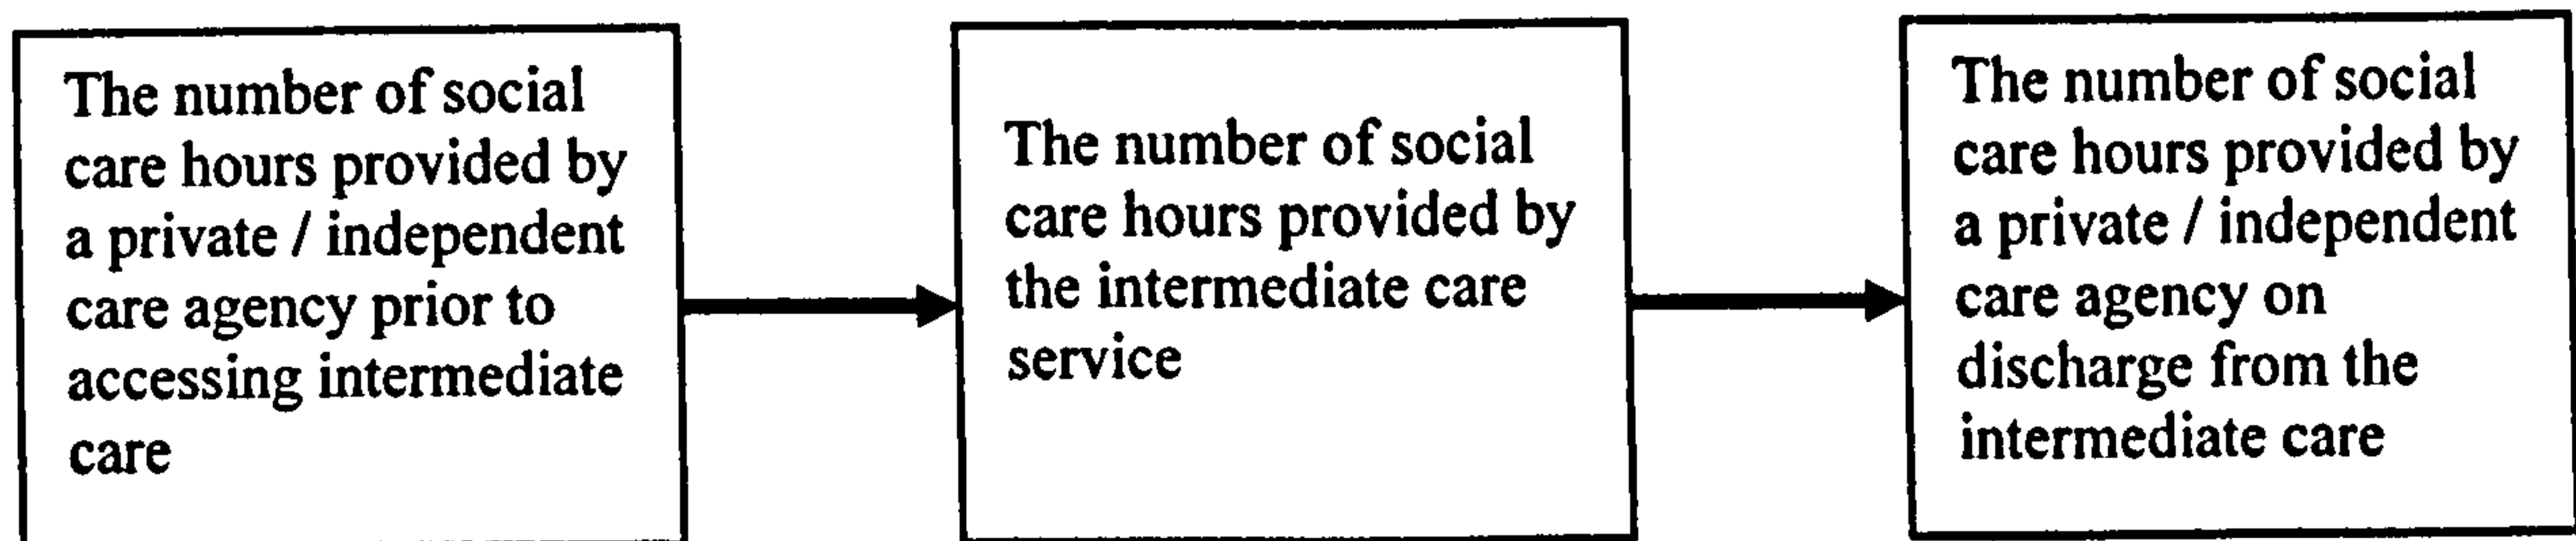 The number of social
care hours provided by
a private / independent
care agency prior to
accessing intermediate
care
The number of social
care hours provided by
the intermediate care
service
The number of social
care hours provided by
a private / independent
care agency on
discharge from the
intermediate care